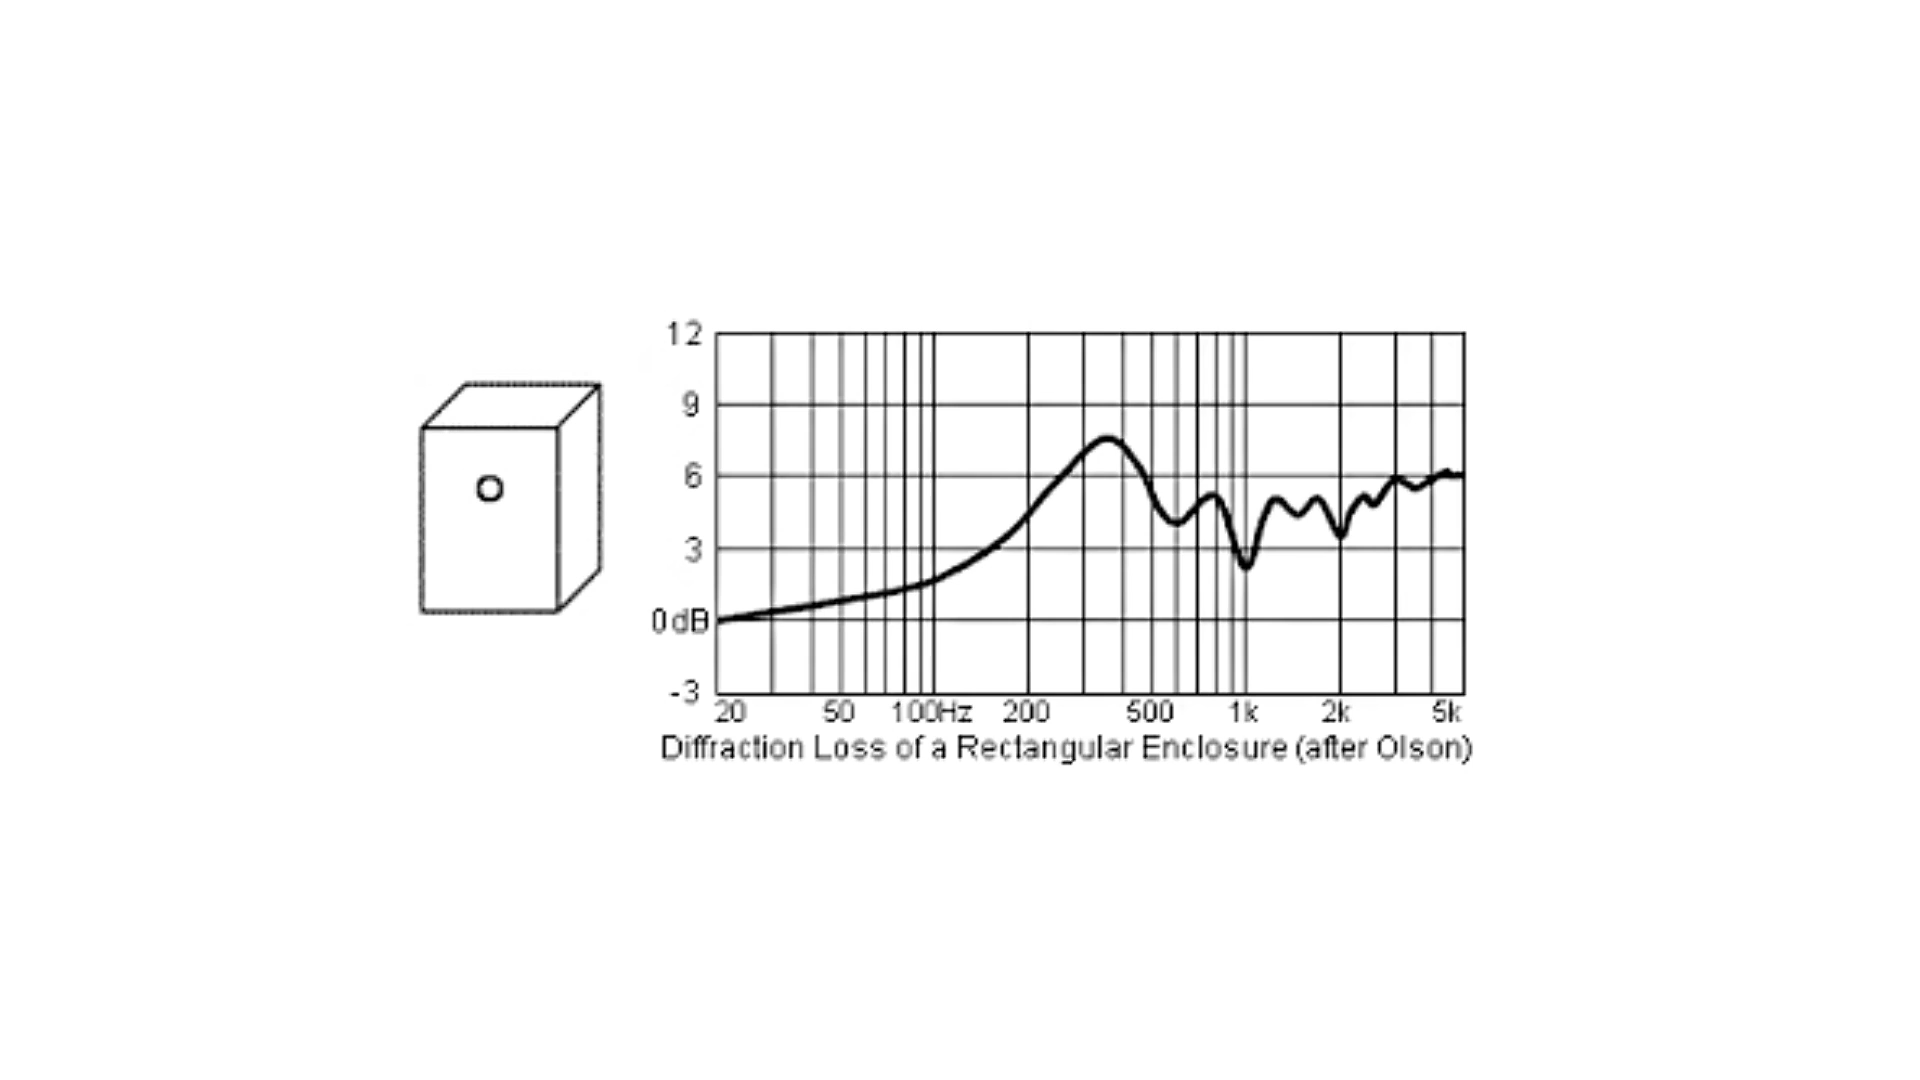 12
9
6
3
0dB
-3
20 50 100Hz 200 500 1k 2k 5k
Diffraction Loss of a Rectangular Enclosure (after Olson)